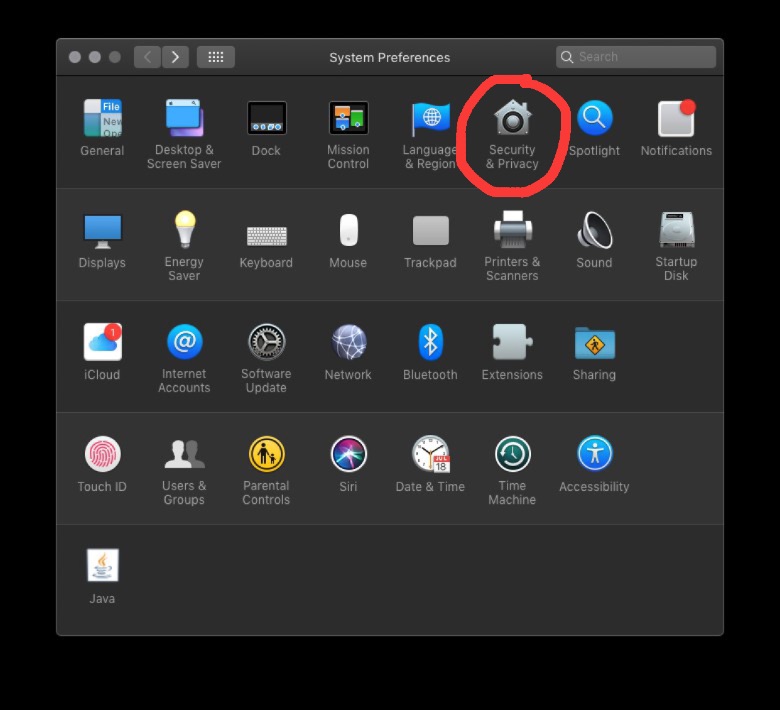 System Preferences
Search
File
New
Ope
General
Desktop &
Screen Saver
Dock
Mission
Control
Language
& Region
Security
& Privacy
Spotlight
Notifications
Displays
Energy
Saver
Keyboard
Mouse
Trackpad
Printers &
Scanners
Sound
Startup
Disk
1
iCloud
@
Internet
Accounts
Software
Update
Network
Bluetooth
Extensions
Sharing
Touch ID
Users &
Groups
Parental
Controls
Siri
JUL
18
Date & Time
Time
Machine
Accessibility
Java